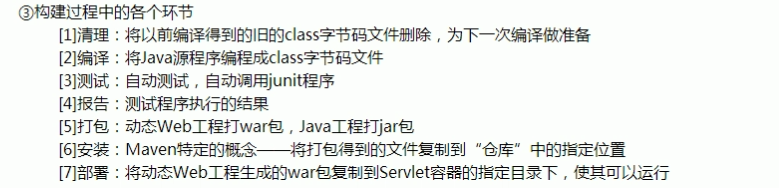 ③构建过程中的各个环节
[1]清理：将以前编译得到的旧的class字节码文件删除，为下一次编译做准备
[2]编译：将Java源程序编程成class字节码文件
[3]测试：自动测试，自动调用junit程序
[4]报告：测试程序执行的结果
[5]打包：动态Web工程打war包，Java工程打jar包
[6]安装：Maven特定的概念——将打包得到的文件复制到“仓库”中的指定位置
[7]部署：将动态Web工程生成的war包复制到Servlet容器的指定目录下，使其可以运行